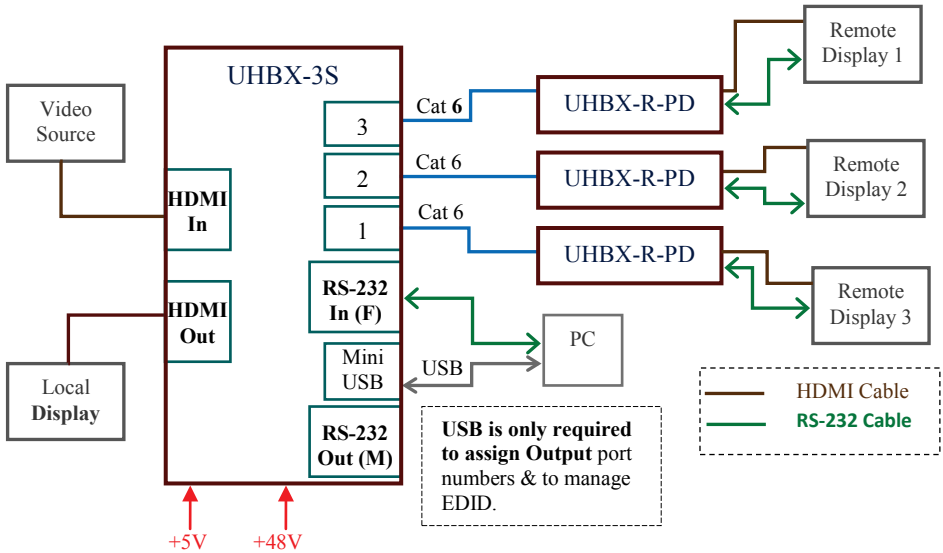 UHBX-3S
Video
Source
HDMI
In
HDMI
Out
Local
Display
3
2
1
RS-232
In (F)
Mini
USB
RS-232
Out (M)
+5V
+48V
Cat 6
Cat 6
Cat 6
UHBX-R-PD
UHBX-R-PD
UHBX-R-PD
Remote
Display 1
Remote
Display 2
Remote
Display 3
USB
PC
USB is only required
to assign Output port
numbers & to manage
EDID.
HDMI Cable
RS-232 Cable